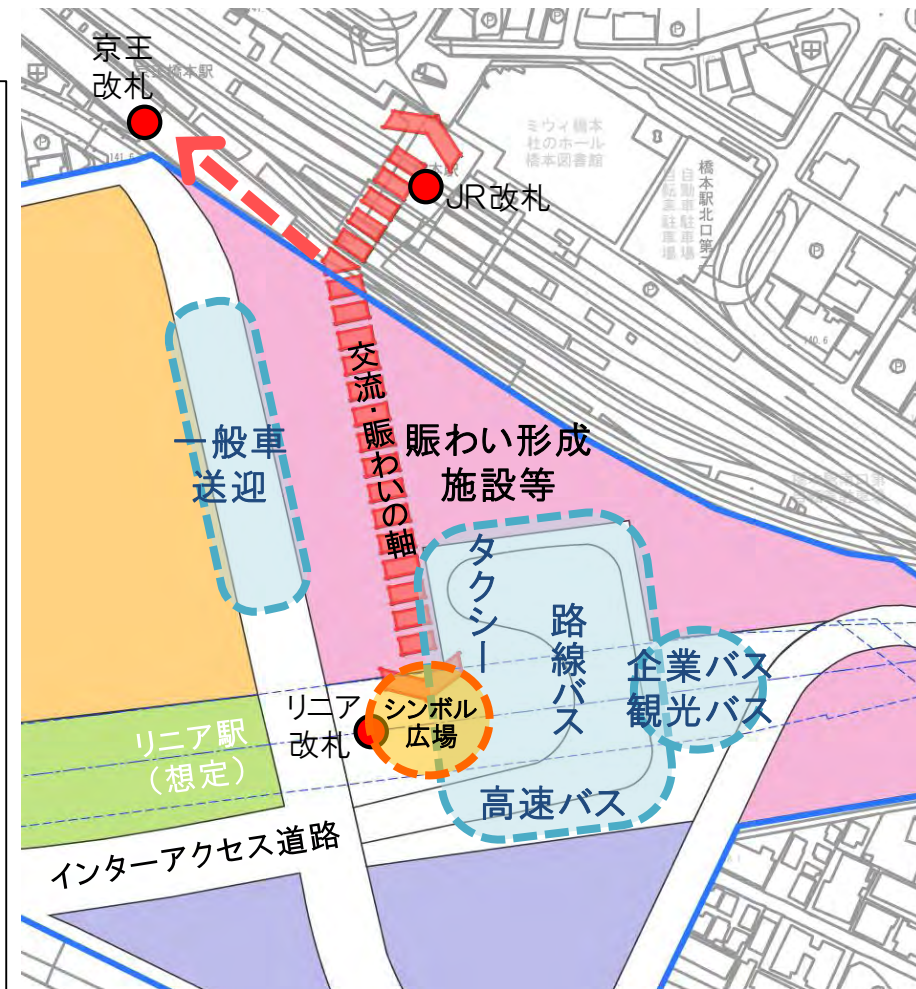 京王
改札
JR改札
ミウィ橋本
杜のホール
橋本図書館
橋本駅北口第二
自動車駐車場
自転車駐車場
140.6
交流・賑わいの軸
賑わい形成
施設等
一般車
送迎
タクシー
路線バス
企業バス
観光バス
高速バス
リニア
改札
シンボル
広場
リニア駅
（想定）
インターアクセス道路